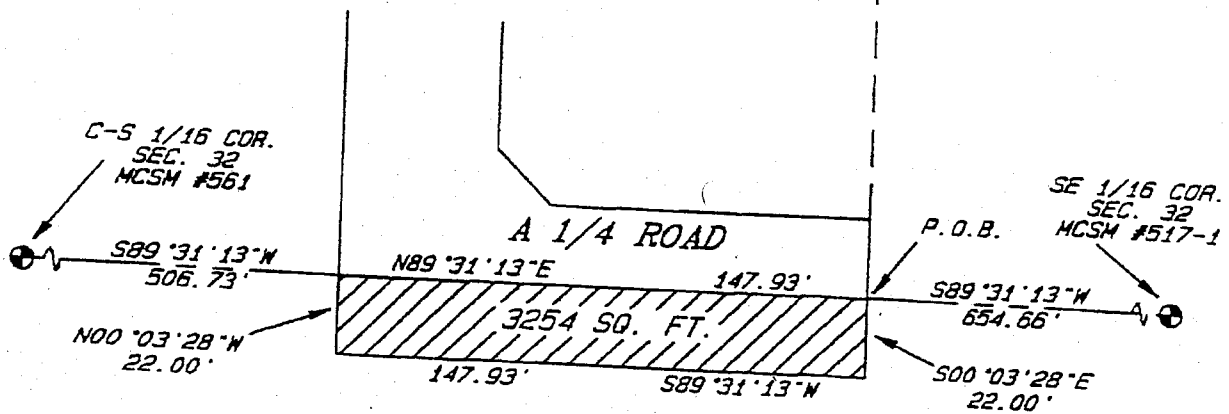 C-S 1/16 COR.
SEC. 32
MCSM #561
SE 1/16 COR.
SEC. 32
MCSM #517-1
A 1/4 ROAD
P.O.B.
S89°31'13"W
506.73'
N89°31'13"E
147.93'
S89°31'13"W
654.66'
3254 SQ. FT.
N00°03'28"W
22.00'
147.93'
S89°31'13"W
S00°03'28"E
22.00'